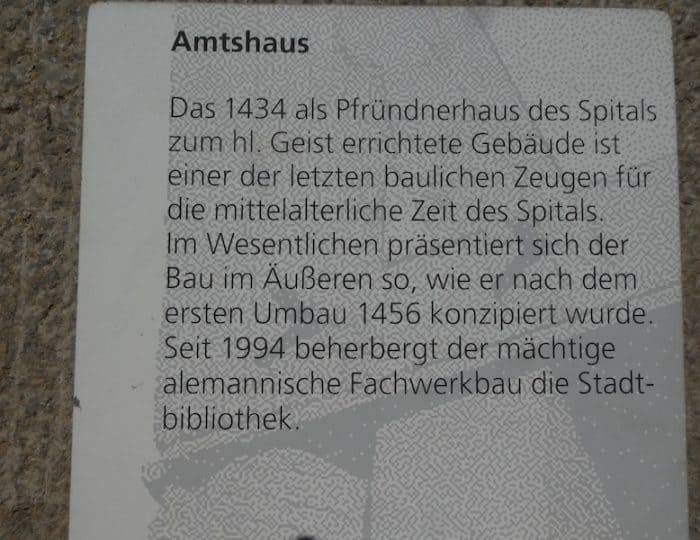 Amtshaus
Das 1434 als Pfründnerhaus des Spitals
zum hl. Geist errichtete Gebäude ist
einer der letzten baulichen Zeugen für
die mittelalterliche Zeit des Spitals.
Im Wesentlichen präsentiert sich der
Bau im Äußeren so, wie er nach dem
ersten Umbau 1456 konzipiert wurde.
Seit 1994 beherbergt der mächtige
alemannische Fachwerkbau die Stadt-
bibliothek.